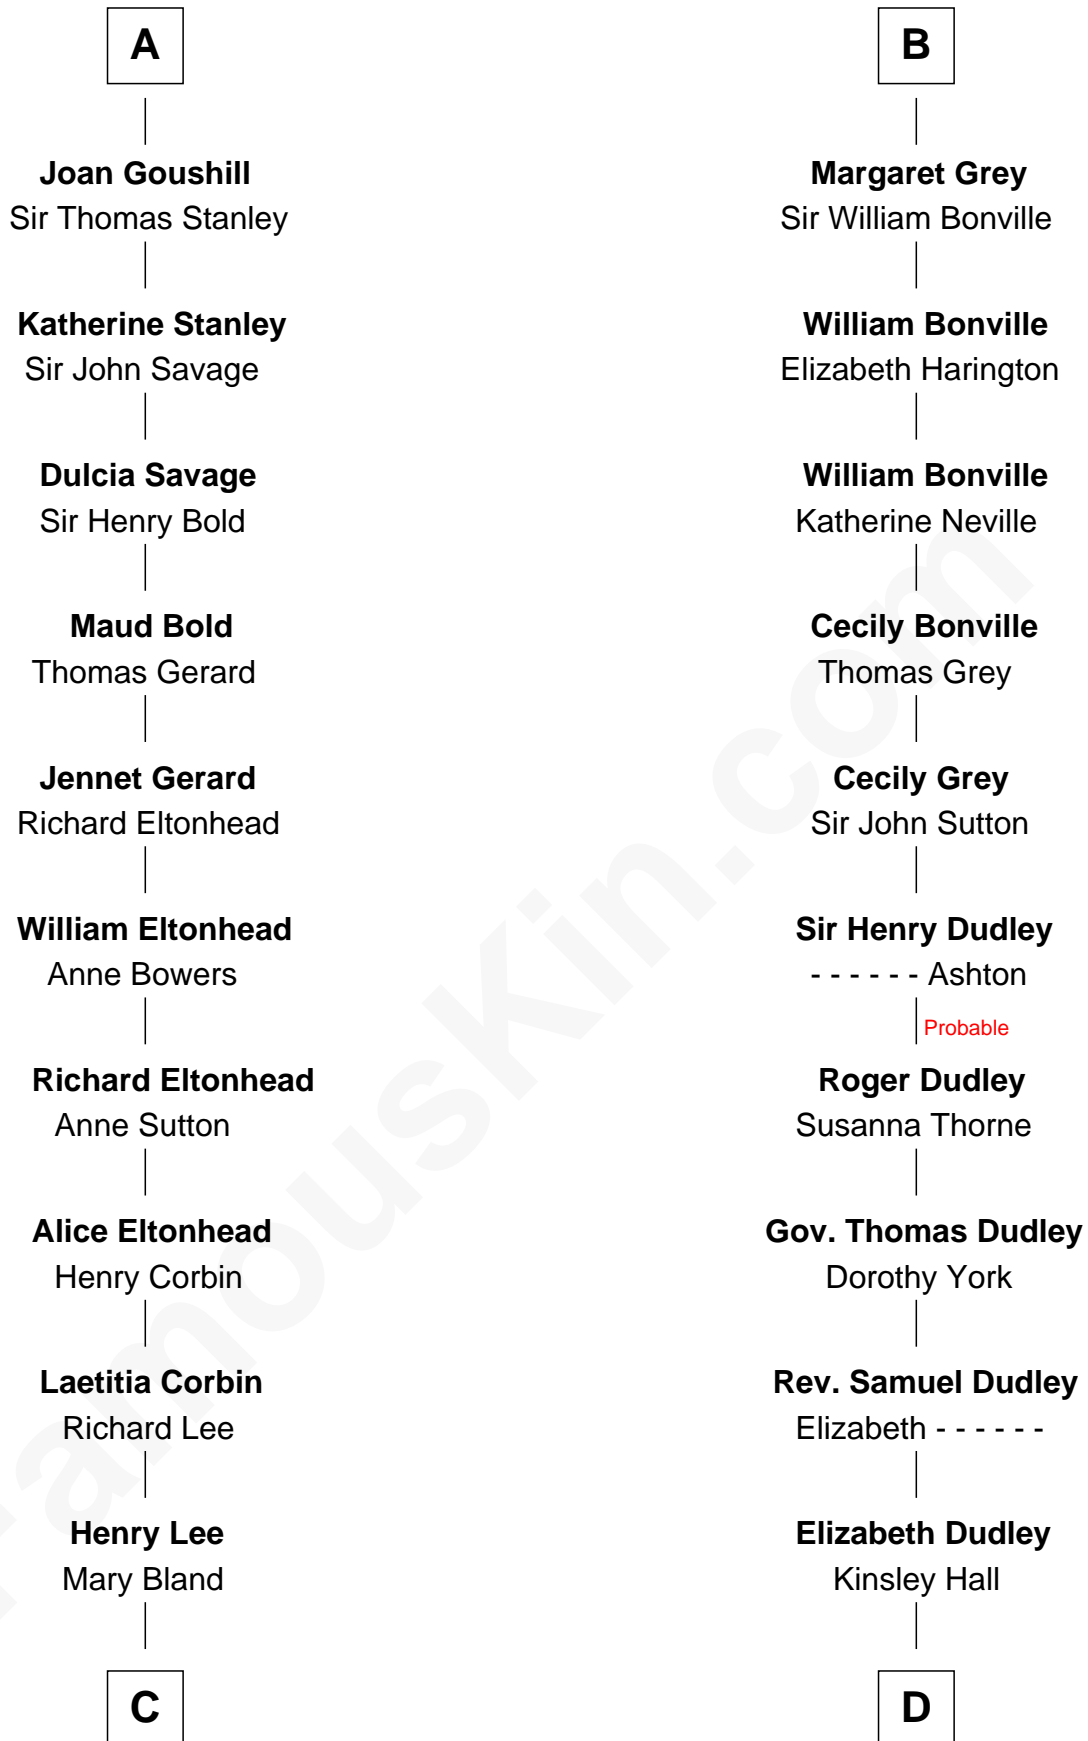 A
Joan Goushill
Sir Thomas Stanley
Katherine Stanley
Sir John Savage
Dulcia Savage
Sir Henry Bold
Maud Bold
Thomas Gerard
Jennet Gerard
Richard Eltonhead
William Eltonhead
Anne Bowers
Richard Eltonhead
Anne Sutton
Alice Eltonhead
Henry Corbin
Laetitia Corbin
Richard Lee
Henry Lee
Mary Bland
C
B
Margaret Grey
Sir William Bonville
William Bonville
Elizabeth Harington
William Bonville
Katherine Neville
Cecily Bonville
Thomas Grey
Cecily Grey
Sir John Sutton
Sir Henry Dudley
- - - - - - Ashton
Probable
Roger Dudley
Susanna Thorne
Gov. Thomas Dudley
Dorothy York
Rev. Samuel Dudley
Elizabeth - - - - - -
Elizabeth Dudley
Kinsley Hall
D
FamousKin.com